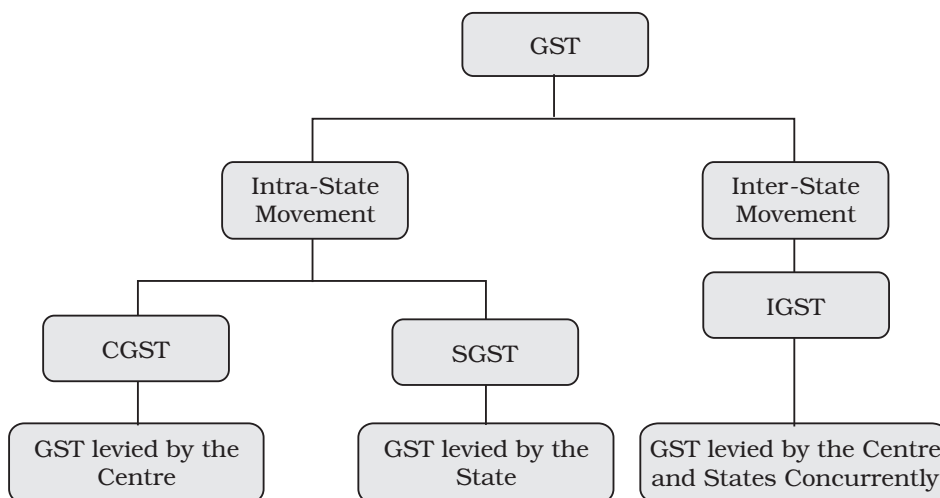 GST
Intra-State
Movement
Inter-State
Movement
IGST
CGST
SGST
GST levied by the
Centre
GST levied by the
State
GST levied by the Centre
and States Concurrently